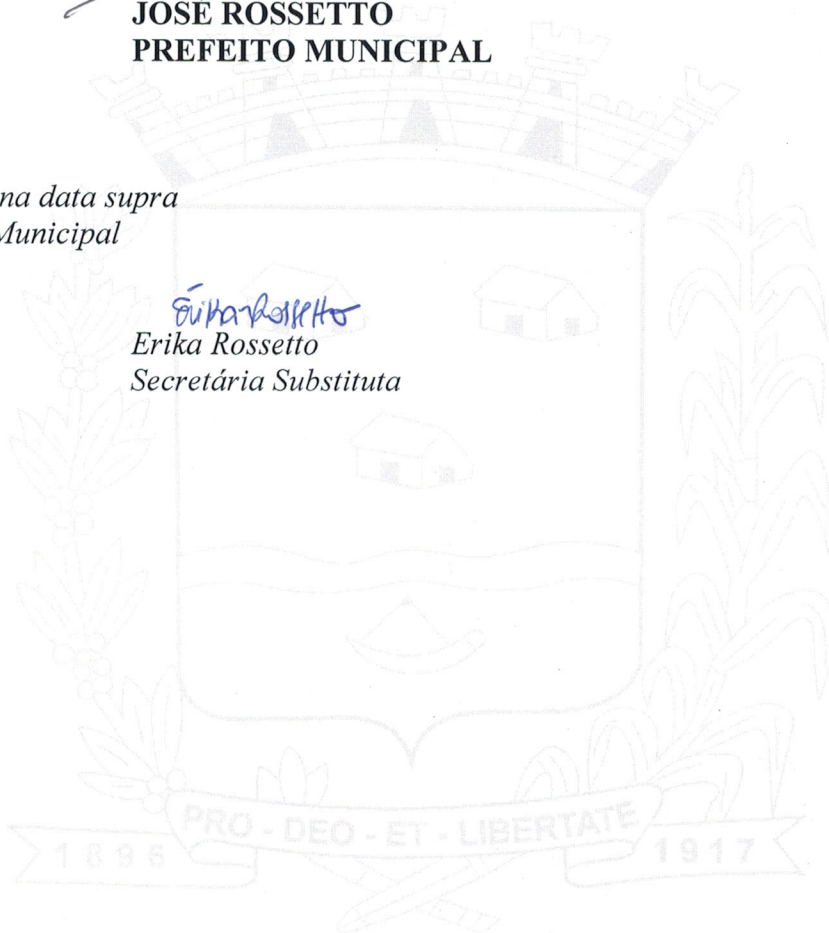 JOSÉ ROSSETTO
PREFEITO MUNICIPAL
na data supra
Municipal
Erika Rossetto
Erika Rossetto
Secretária Substituta
PRO - DEO - ET - LIBERTATE
1896
1917